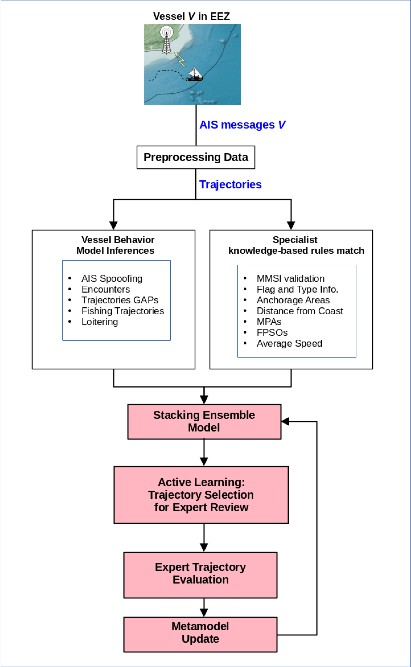 Vessel V in EEZ
AIS messages V
Preprocessing Data
Trajectories
Vessel Behavior
Model Inferences
• AIS Spooofing
• Encounters
• Trajectories GAPs
• Fishing Trajectories
• Loitering
Specialist
knowledge-based rules match
• MMSI validation
• Flag and Type Info.
• Anchorage Areas
• Distance from Coast
• MPAs
• FPSOs
• Average Speed
Stacking Ensemble
Model
Active Learning:
Trajectory Selection
for Expert Review
Expert Trajectory
Evaluation
Metamodel
Update